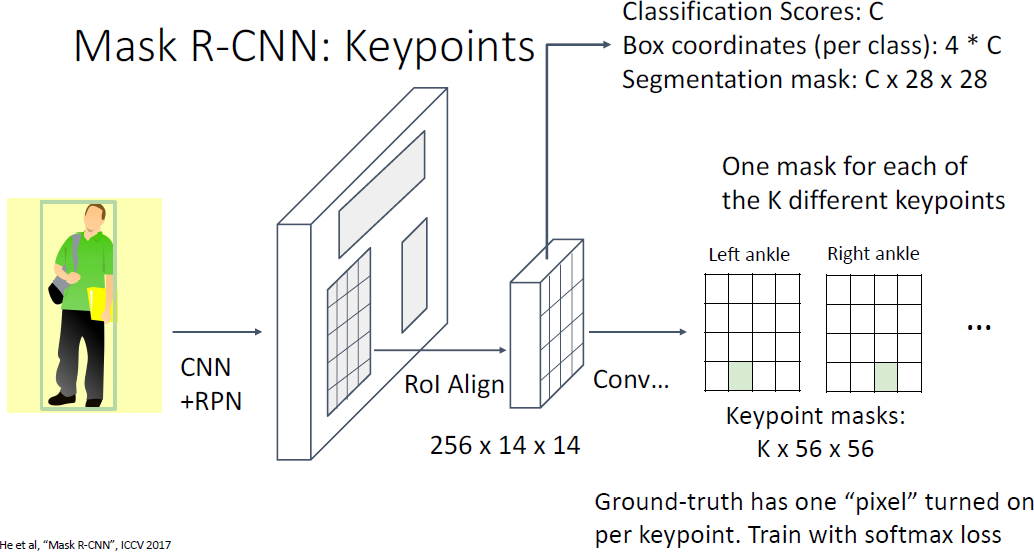 Mask R-CNN: Keypoints
Classification Scores: C
Box coordinates (per class): 4 * C
Segmentation mask: C x 28 x 28
One mask for each of
the K different keypoints
Left ankle
Right ankle
...
CNN
+RPN
RoI Align
Conv...
256 x 14 x 14
Keypoint masks:
K x 56 x 56
Ground-truth has one “pixel” turned on
per keypoint. Train with softmax loss
He et al, “Mask R-CNN”, ICCV 2017